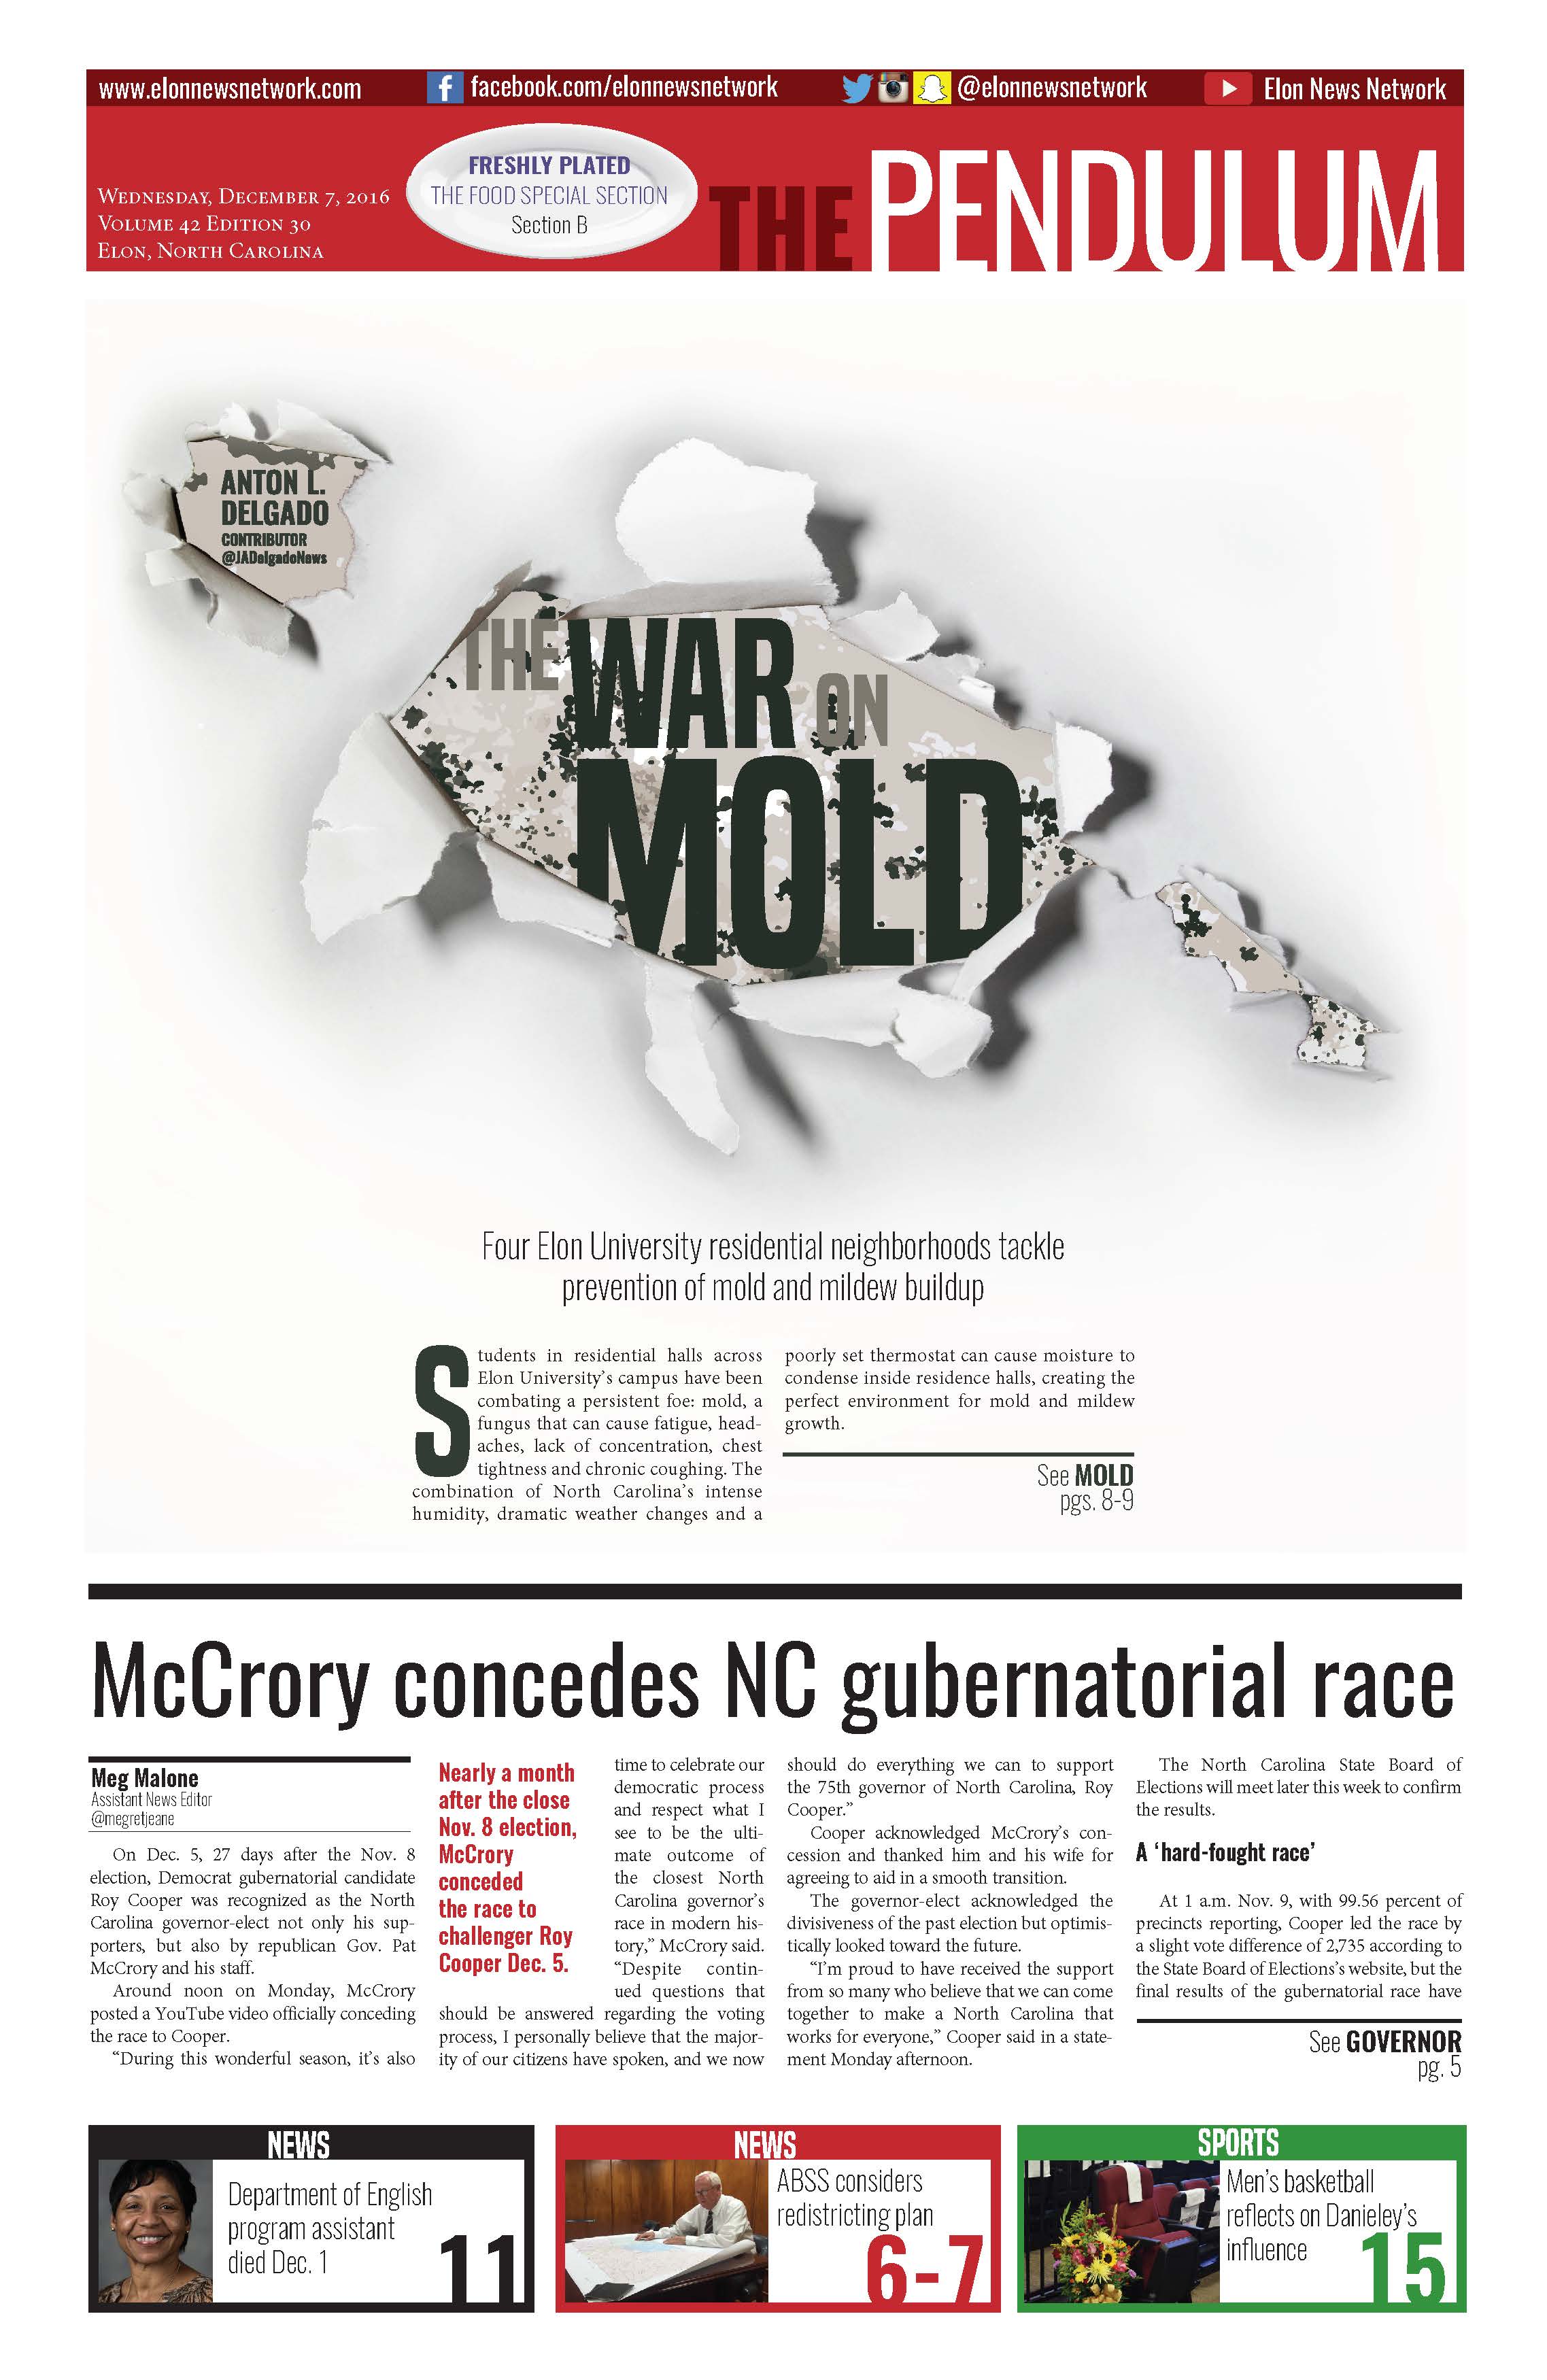 www.elonnewsnetwork.com
facebook.com/elonnewsnetwork
@elonnewsnetwork
Elon News Network
Wednesday, December 7, 2016
Volume 42 Edition 30
Elon, North Carolina
FRESHLY PLATED
THE FOOD SPECIAL SECTION
Section B
THE PENDULUM
ANTON L.
DELGADO
CONTRIBUTOR
@JADelgadoNews
THE WAR ON
MOLD
Four Elon University residential neighborhoods tackle
prevention of mold and mildew buildup
Students in residential halls across
Elon University’s campus have been
combating a persistent foe: mold, a
fungus that can cause fatigue, head-
aches, lack of concentration, chest
tightness and chronic coughing. The
combination of North Carolina’s intense
humidity, dramatic weather changes and a
poorly set thermostat can cause moisture to
condense inside residence halls, creating the
perfect environment for mold and mildew
growth.
See MOLD
pgs. 8-9
McCrory concedes NC gubernatorial race
Meg Malone
Assistant News Editor
@megretjeane
On Dec. 5, 27 days after the Nov. 8
election, Democrat gubernatorial candidate
Roy Cooper was recognized as the North
Carolina governor-elect not only his sup-
porters, but also by republican Gov. Pat
McCrory and his staff.
Around noon on Monday, McCrory
posted a YouTube video officially conceding
the race to Cooper.
“During this wonderful season, it’s also
Nearly a month
after the close
Nov. 8 election,
McCrory
conceded
the race to
challenger Roy
Cooper Dec. 5.
time to celebrate our
democratic process
and respect what I
see to be the ulti-
mate outcome of
the closest North
Carolina governor’s
race in modern his-
tory,” McCrory said.
“Despite contin-
ued questions that
should be answered regarding the voting
process, I personally believe that the major-
ity of our citizens have spoken, and we now
should do everything we can to support
the 75th governor of North Carolina, Roy
Cooper.”
Cooper acknowledged McCrory’s con-
cession and thanked him and his wife for
agreeing to aid in a smooth transition.
The governor-elect acknowledged the
divisiveness of the past election but optimis-
tically looked toward the future.
“I’m proud to have received the support
from so many who believe that we can come
together to make a North Carolina that
works for everyone,” Cooper said in a state-
ment Monday afternoon.
The North Carolina State Board of
Elections will meet later this week to confirm
the results.
A ‘hard-fought race’
At 1 a.m. Nov. 9, with 99.56 percent of
precincts reporting, Cooper led the race by
a slight vote difference of 2,735 according to
the State Board of Elections’s website, but the
final results of the gubernatorial race have
See GOVERNOR
pg. 5
NEWS
Department of English
program assistant
died Dec. 1
11
NEWS
ABSS considers
redistricting plan
6-7
SPORTS
Men’s basketball
reflects on Danieley’s
influence
15